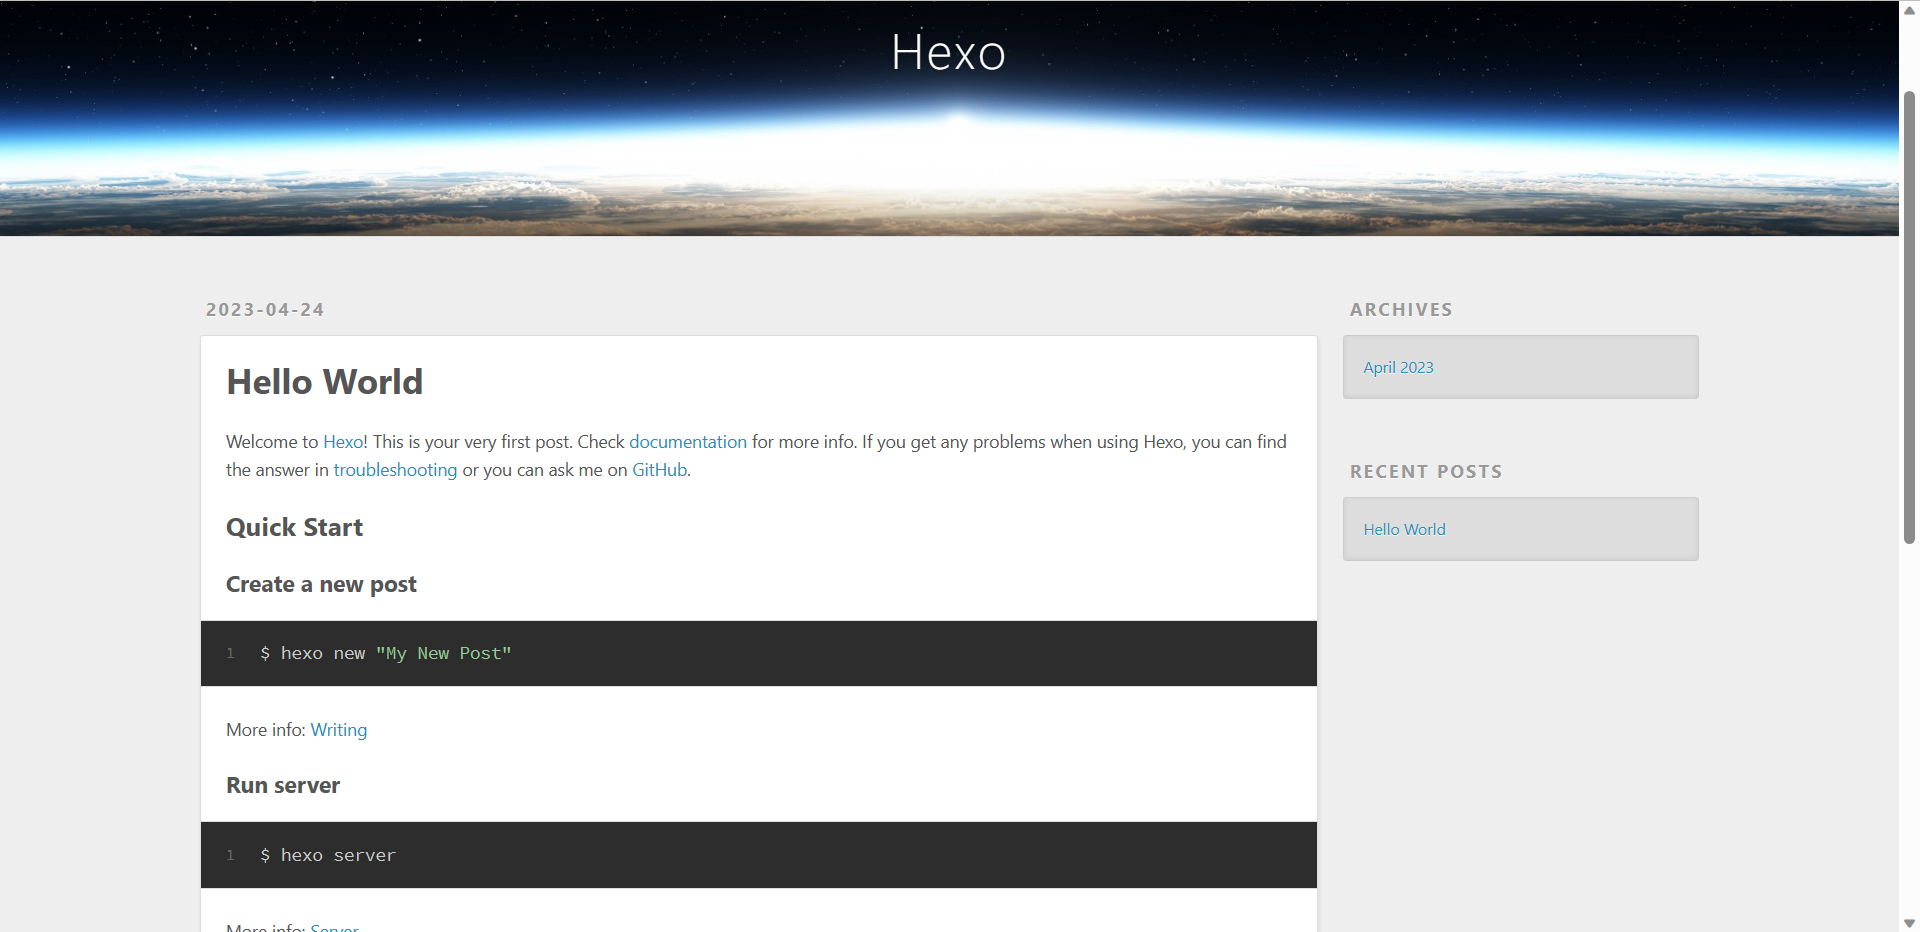 Hexo
2023-04-24
Hello World
Welcome to Hexo! This is your very first post. Check documentation for more info. If you get any problems when using Hexo, you can find
the answer in troubleshooting or you can ask me on GitHub.
Quick Start
Create a new post
1 $ hexo new "My New Post"
More info: Writing
Run server
1 $ hexo server
More info: Server
ARCHIVES
April 2023
RECENT POSTS
Hello World